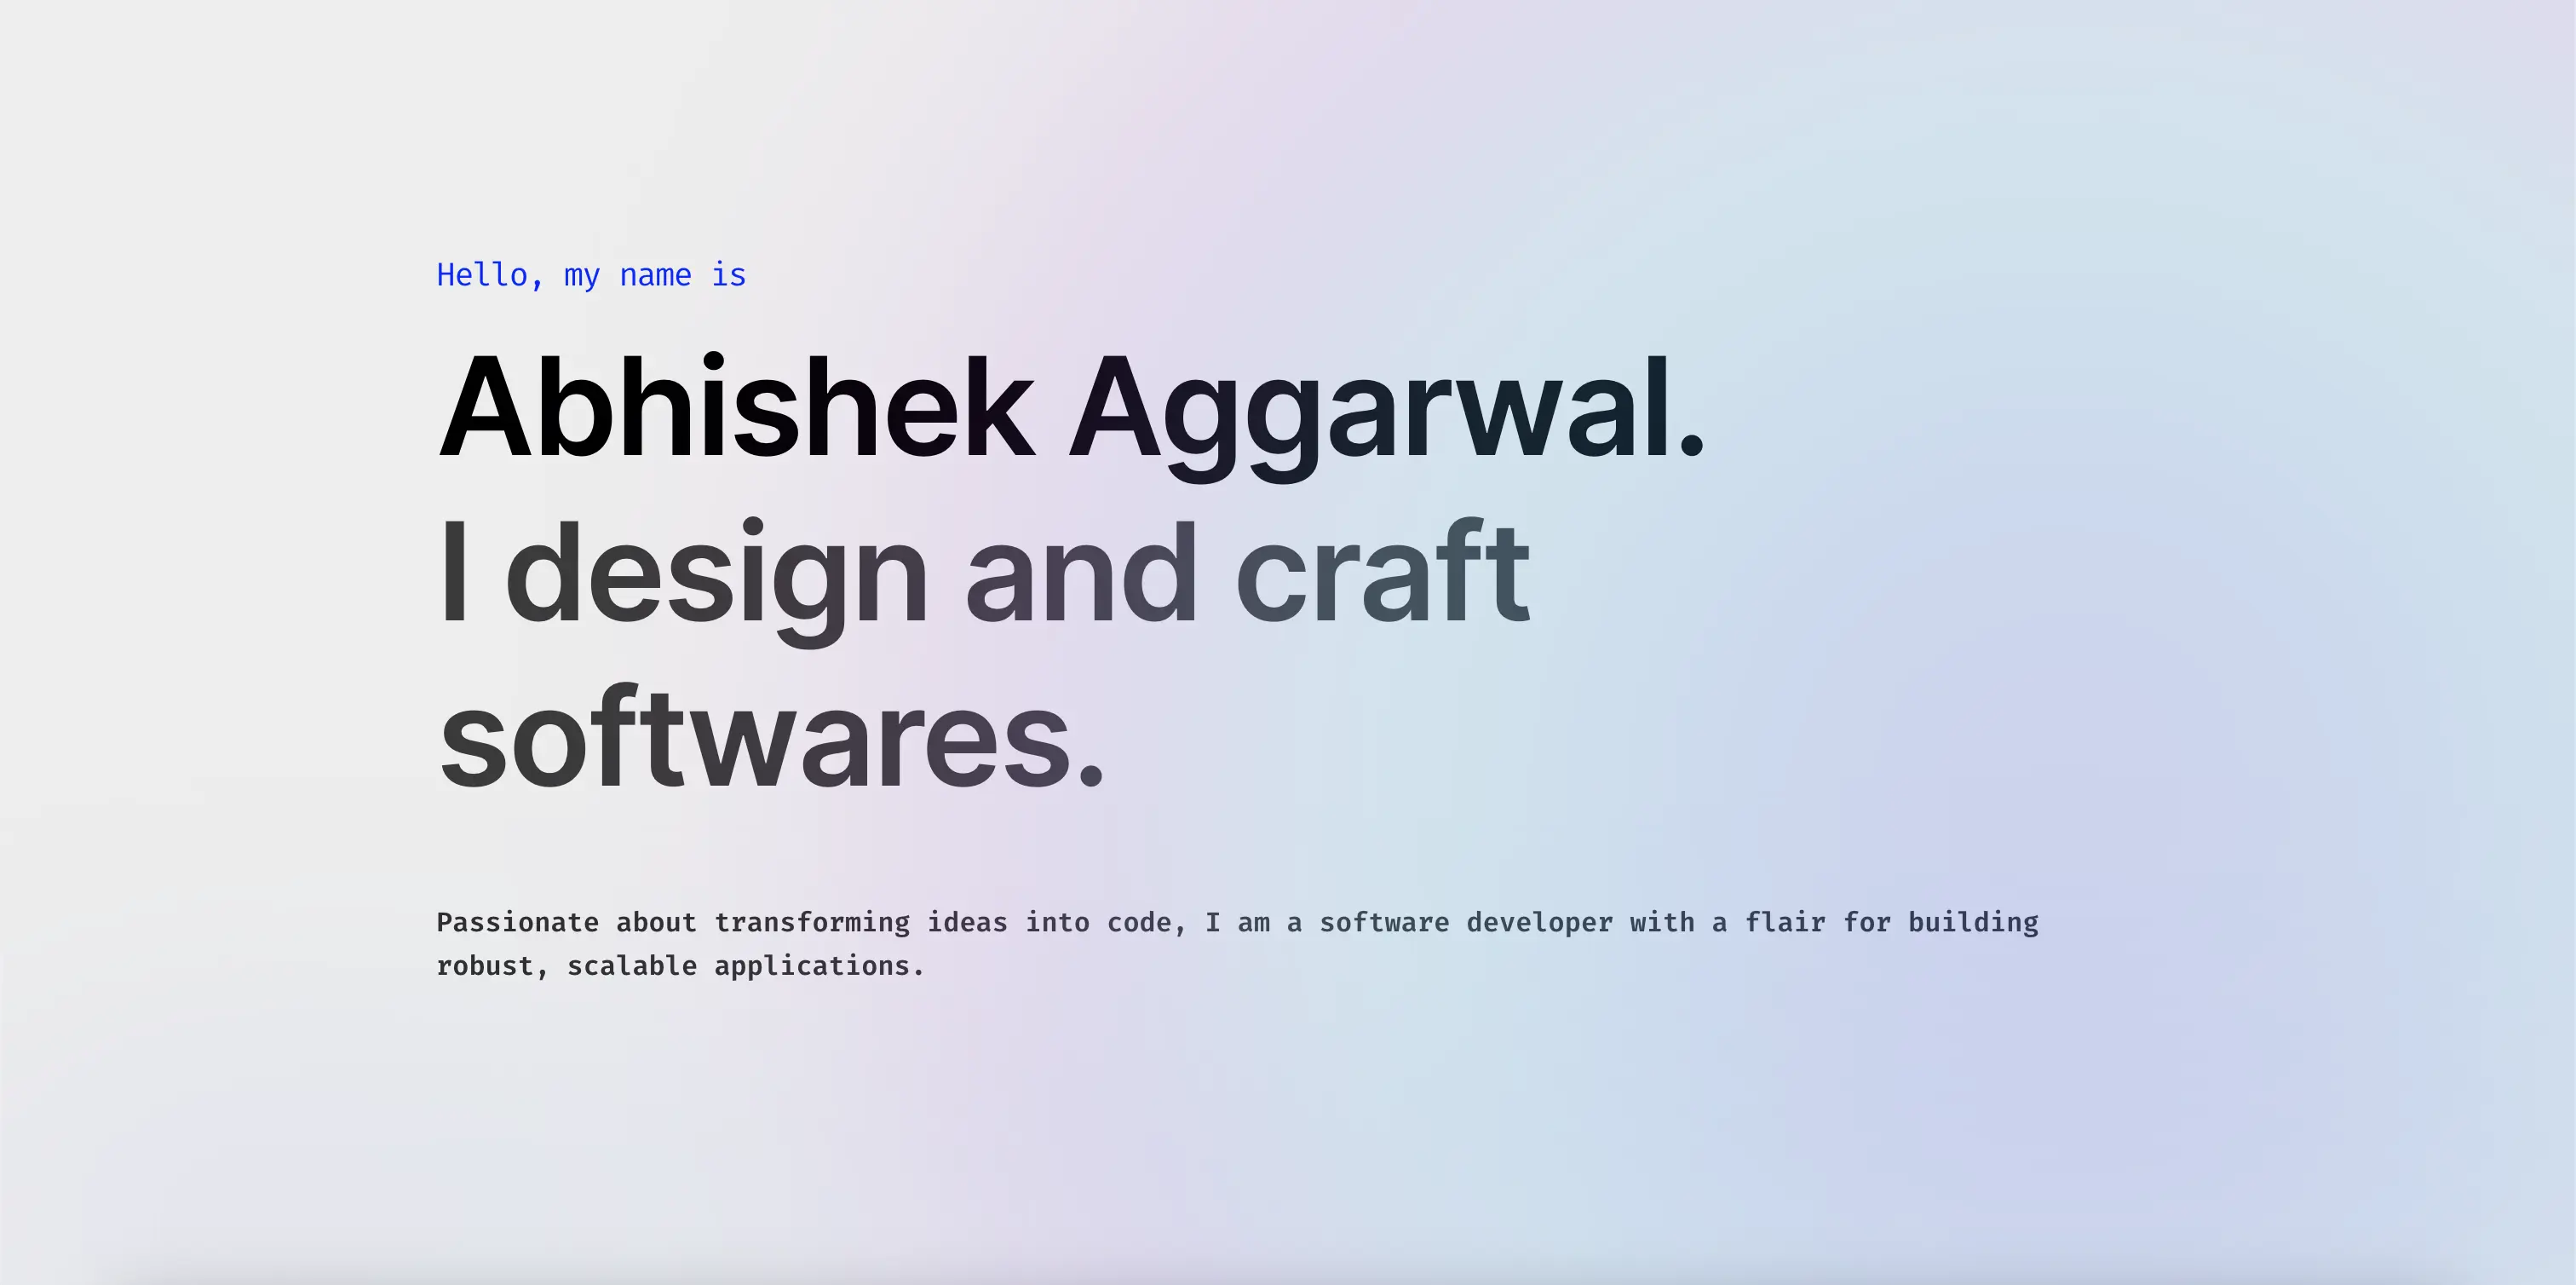 Hello, my name is
Abhishek Aggarwal.
I design and craft
softwares.
Passionate about transforming ideas into code, I am a software developer with a flair for building
robust, scalable applications.